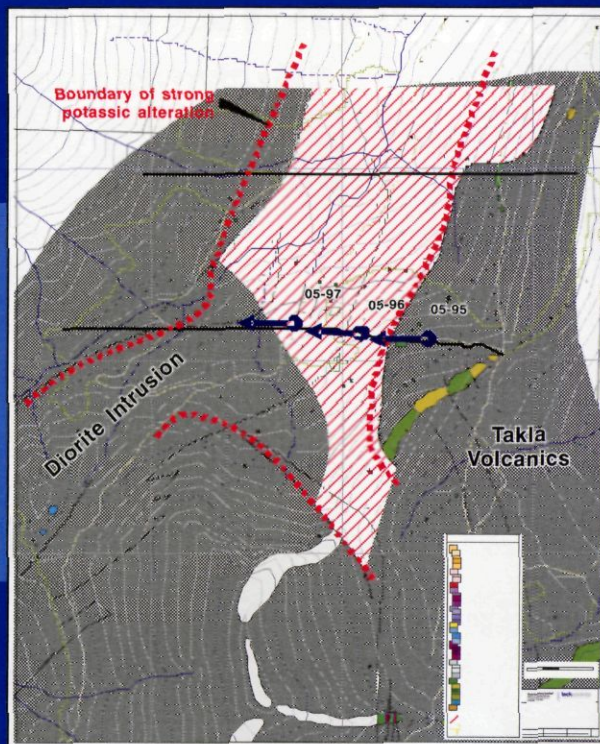 Boundary of strong
potassic alteration
05-97
05-96
05-95
Diorite Intrusion
Takla
Volcanics